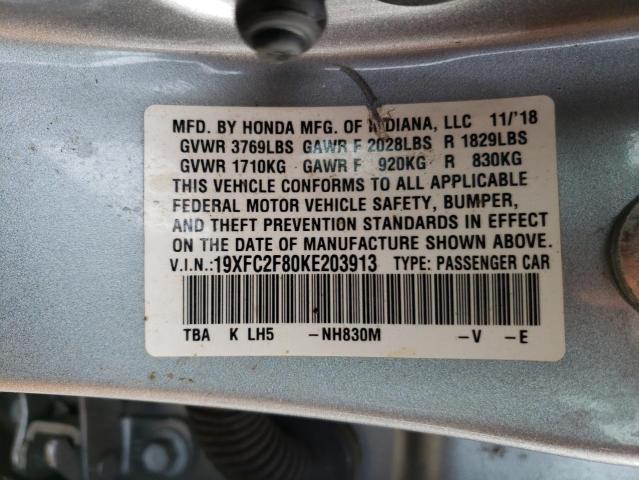 MFD. BY HONDA MFG. OF INDIANA, LLC 11/'18
GVWR 3769LBS GAWR F 2028LBS R 1829LBS
GVWR 1710KG GAWR F 920KG R 830KG
THIS VEHICLE CONFORMS TO ALL APPLICABLE
FEDERAL MOTOR VEHICLE SAFETY, BUMPER,
AND THEFT PREVENTION STANDARDS IN EFFECT
ON THE DATE OF MANUFACTURE SHOWN ABOVE.
V.I.N.:19XFC2F80KE203913 TYPE: PASSENGER CAR
TBA K LH5 –NH830M –V –E